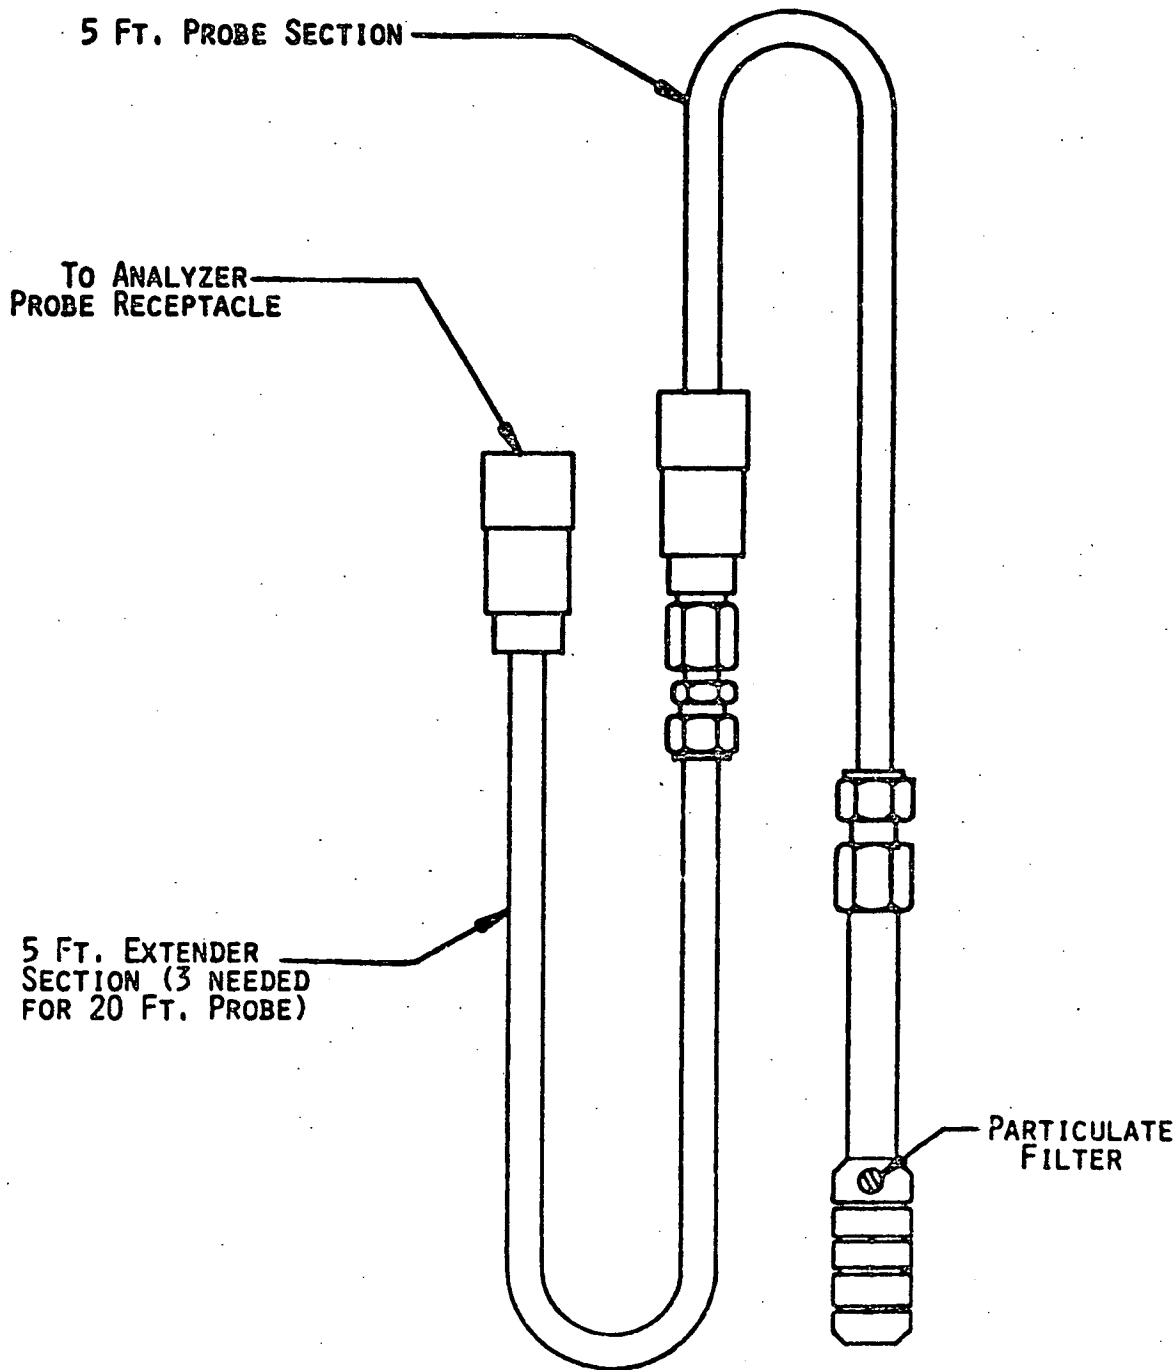 5 Ft. Probe Section
To Analyzer
Probe Receptacle
5 Ft. Extender
Section (3 needed
for 20 Ft. Probe)
Particulate
Filter